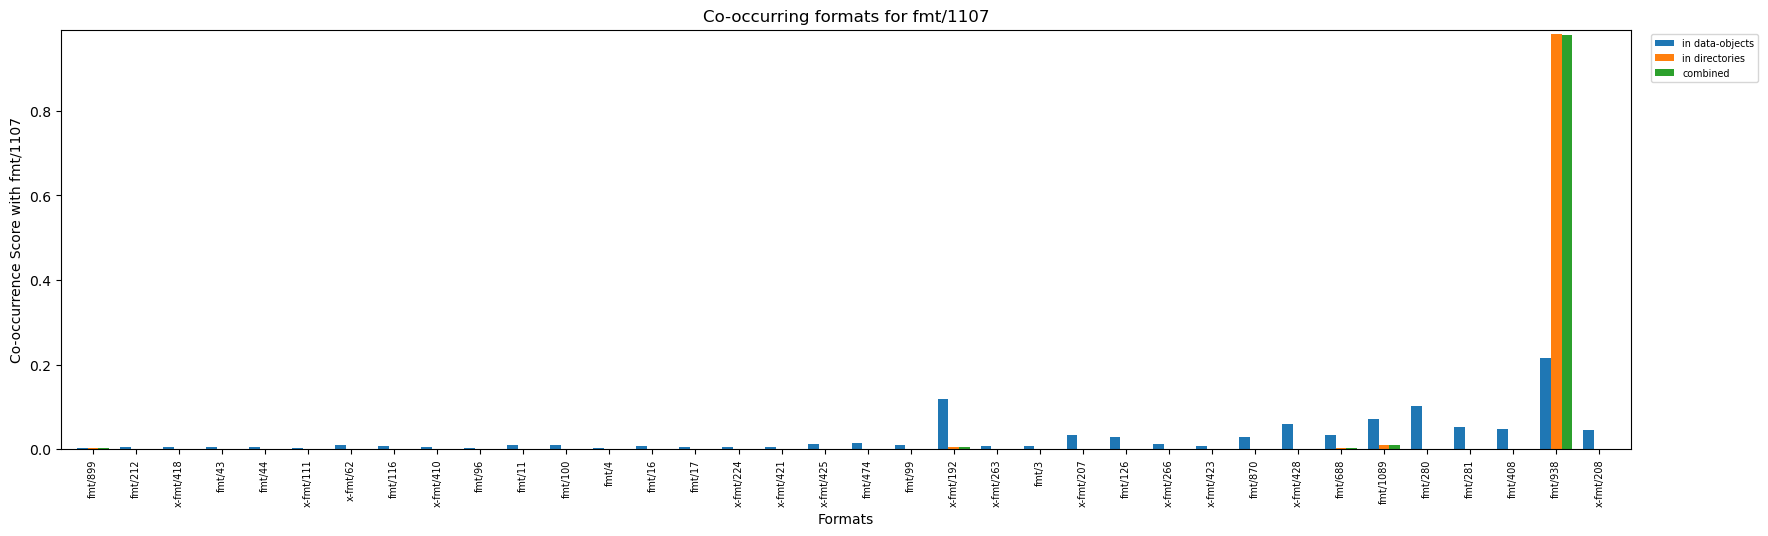 Co-occurring formats for fmt/1107
Co-occurrence Score with fmt/1107
0.8
0.6
0.4
0.2
0.0
in data-objects
in directories
combined
fmt/899
fmt/212
x-fmt/418
fmt/43
fmt/44
x-fmt/111
x-fmt/62
fmt/116
x-fmt/410
fmt/96
fmt/11
fmt/100
fmt/4
fmt/16
fmt/17
x-fmt/224
x-fmt/421
x-fmt/425
fmt/474
fmt/99
x-fmt/192
x-fmt/263
fmt/3
x-fmt/207
fmt/126
x-fmt/266
x-fmt/423
fmt/870
x-fmt/428
fmt/688
fmt/1089
fmt/280
fmt/281
fmt/408
fmt/938
x-fmt/208
Formats